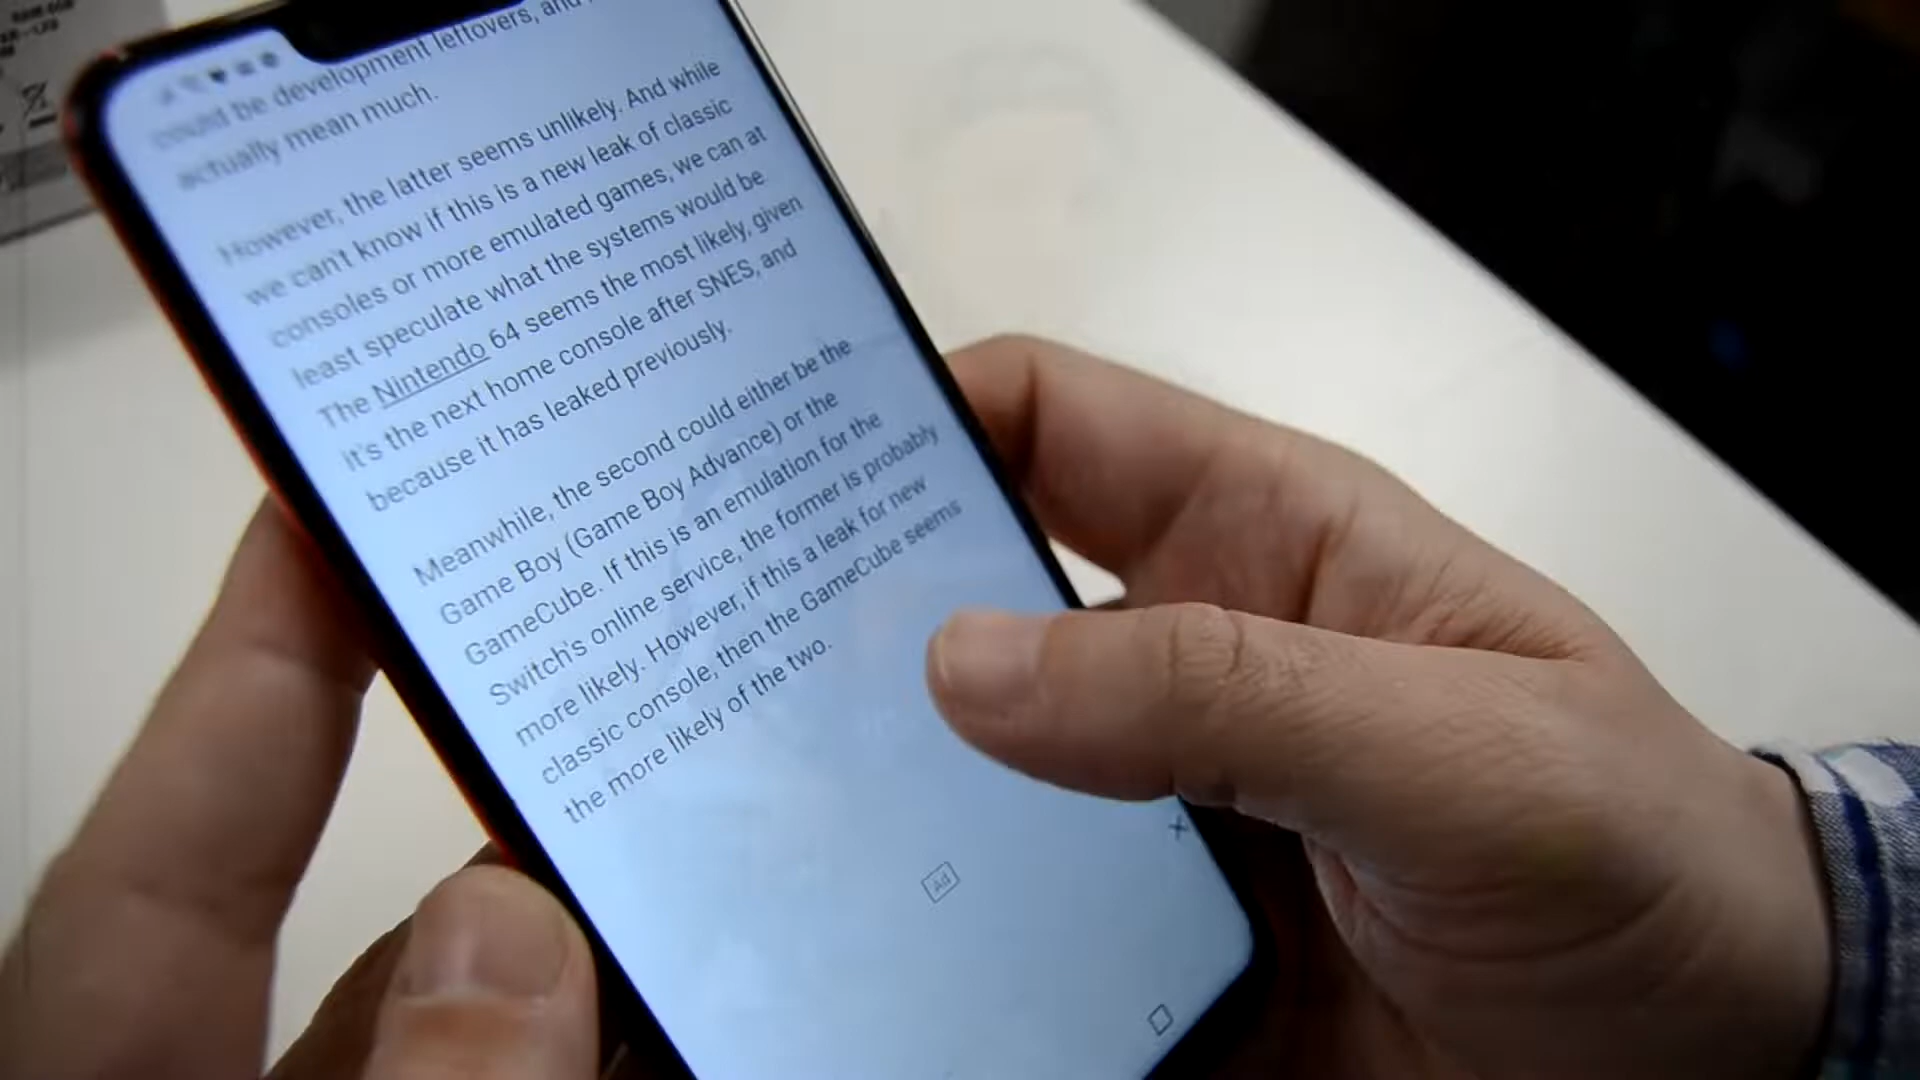 could be development leftovers, and
actually mean much.
However, the latter seems unlikely. And while
we can't know if this is a new leak of classic
consoles or more emulated games, we can at
least speculate what the systems would be
The Nintendo 64 seems the most likely, given
it's the next home console after SNES, and
because it has leaked previously.
Meanwhile, the second could either be the
Game Boy (Game Boy Advance) or the
GameCube. If this is an emulation for the
Switch's online service, the former is probably
more likely. However, if this a leak for new
classic console, then the GameCube seems
the more likely of the two.
Ad